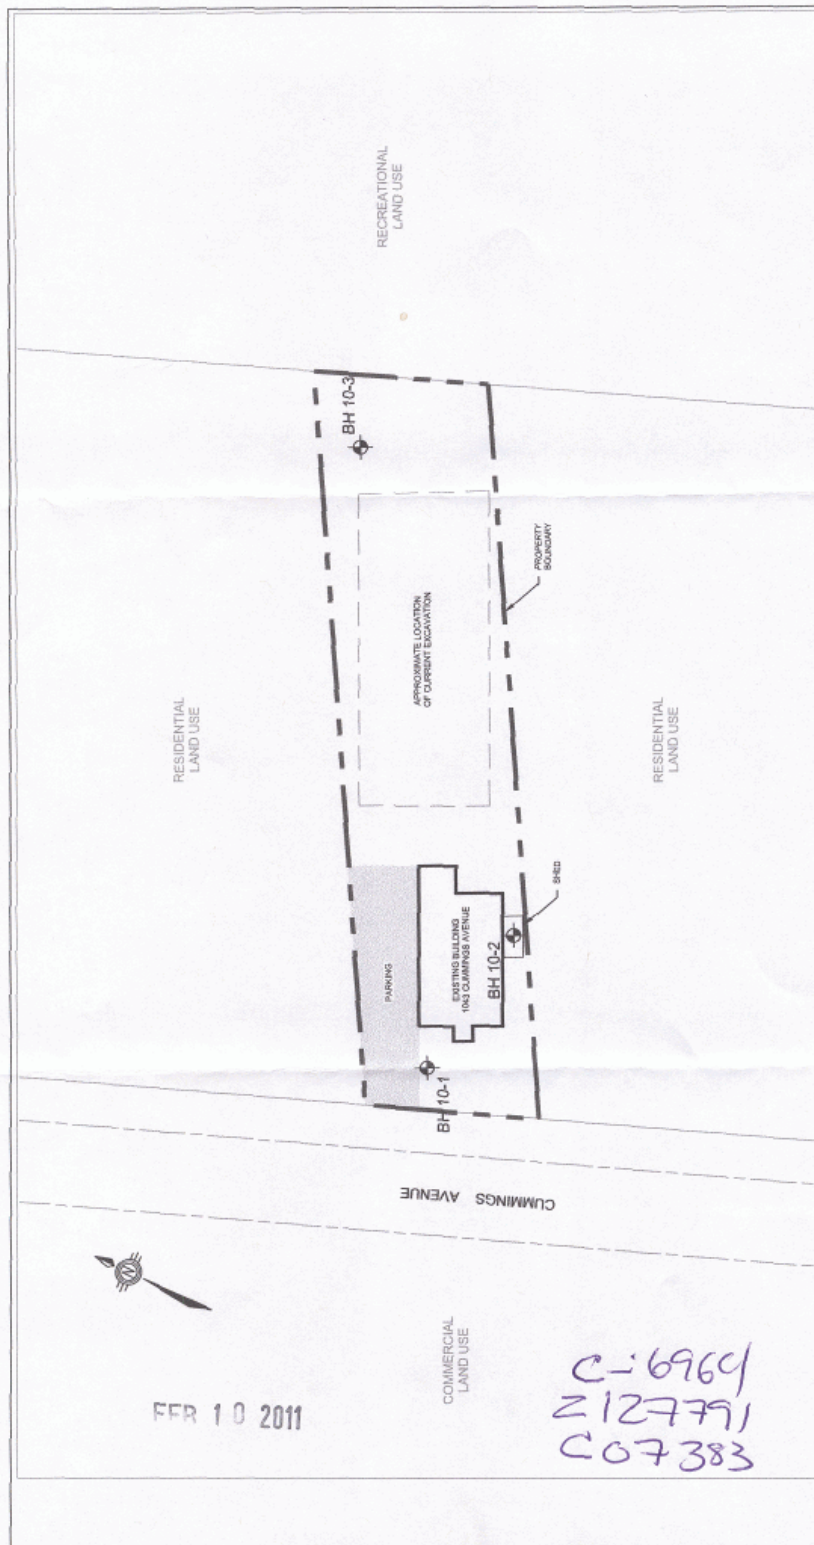 RECREATIONAL
LAND USE
BH 10-3
PROPERTY
BOUNDARY
APPROXIMATE LOCATION
OF CURRENT EXCAVATION
RESIDENTIAL
LAND USE
RESIDENTIAL
LAND USE
SHED
PARKING
EXISTING BUILDING
1043 CUMMINGS AVENUE
BH 10-2
BH 10-1
CUMMINGS AVENUE
N
COMMERCIAL
LAND USE
FEB 10 2011
C-6964
Z127791
C07383